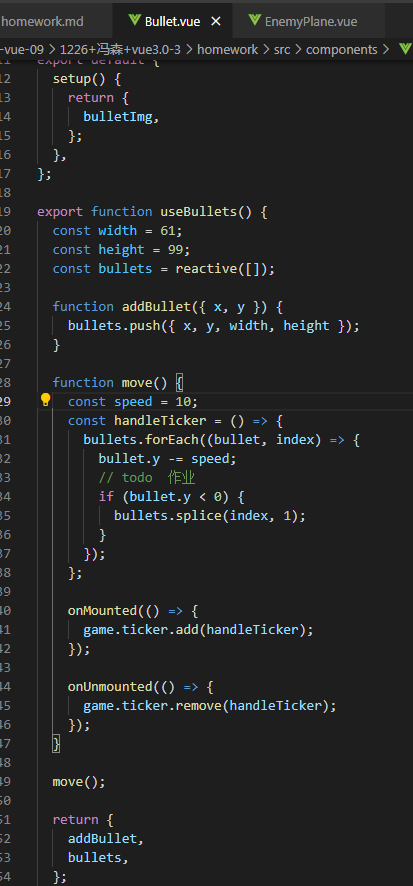 homework.md Bullet.vue × EnemyPlane.vue
-vue-09 > 1226+冯森+vue3.0-3 > homework > src > components >
11 export default {
12 setup() {
13 return {
14 bulletImg,
15 };
16 },
17 };
18
19 export function useBullets() {
20 const width = 61;
21 const height = 99;
22 const bullets = reactive([]);
23
24 function addBullet({ x, y }) {
25 bullets.push({ x, y, width, height });
26 }
27
28 function move() {
29 const speed = 10;
30 const handleTicker = () => {
31 bullets.forEach((bullet, index) => {
32 bullet.y -= speed;
33 // todo 作业
34 if (bullet.y < 0) {
35 bullets.splice(index, 1);
36 }
37 });
38 };
39
40 onMounted(() => {
41 game.ticker.add(handleTicker);
42 });
43
44 onUnmounted(() => {
45 game.ticker.remove(handleTicker);
46 });
47 }
48
49 move();
50
51 return {
52 addBullet,
53 bullets,
54 };